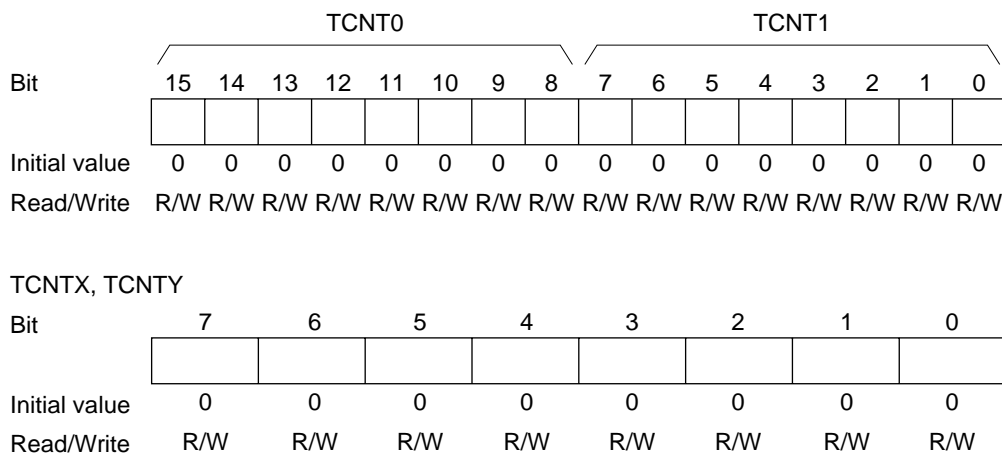 TCNT0 TCNT1
Bit 15 14 13 12 11 10 9 8 7 6 5 4 3 2 1 0
Initial value 0 0 0 0 0 0 0 0 0 0 0 0 0 0 0 0
Read/Write R/W R/W R/W R/W R/W R/W R/W R/W R/W R/W R/W R/W R/W R/W R/W R/W
TCNTX, TCNTY
Bit 7 6 5 4 3 2 1 0
Initial value 0 0 0 0 0 0 0 0
Read/Write R/W R/W R/W R/W R/W R/W R/W R/W